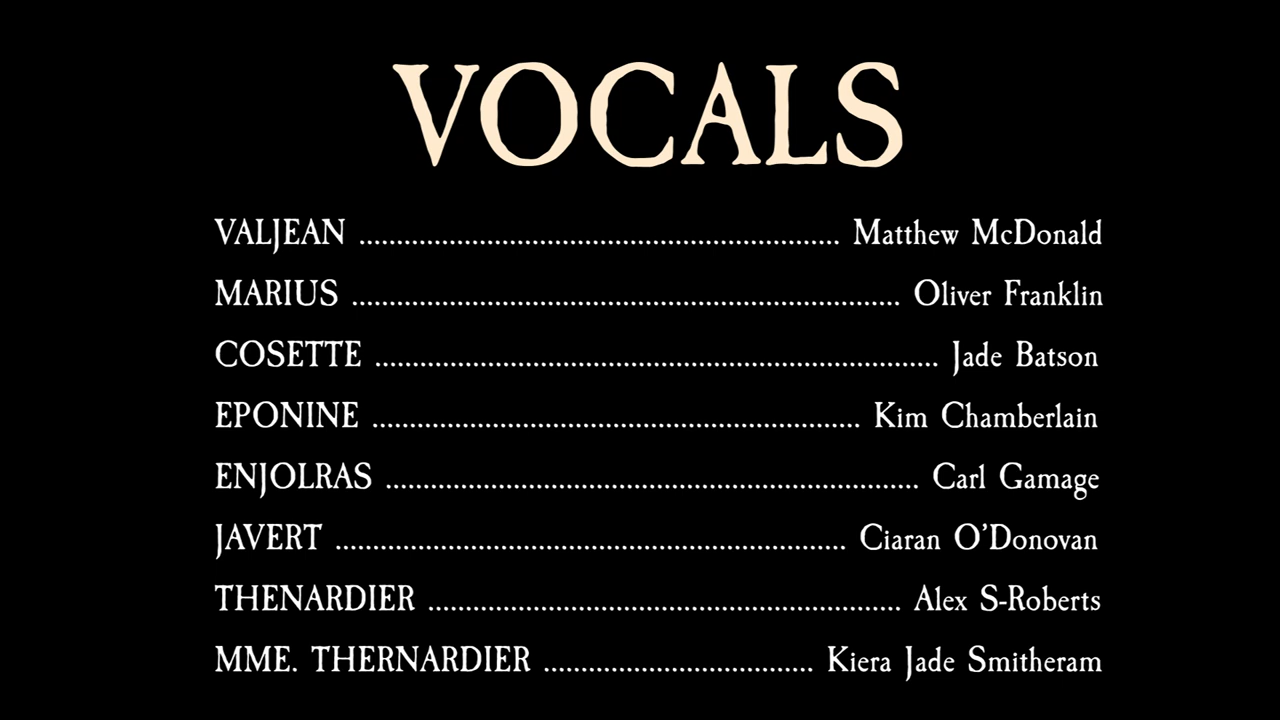 VOCALS
VALJEAN ................................................................ Matthew McDonald
MARIUS ......................................................................... Oliver Franklin
COSETTE ........................................................................... Jade Batson
EPONINE ................................................................. Kim Chamberlain
ENJOLRAS ....................................................................... Carl Gamage
JAVERT .................................................................... Ciaran O'Donovan
THENARDIER ............................................................... Alex S-Roberts
MME. THERNARDIER .................................... Kiera Jade Smitheram